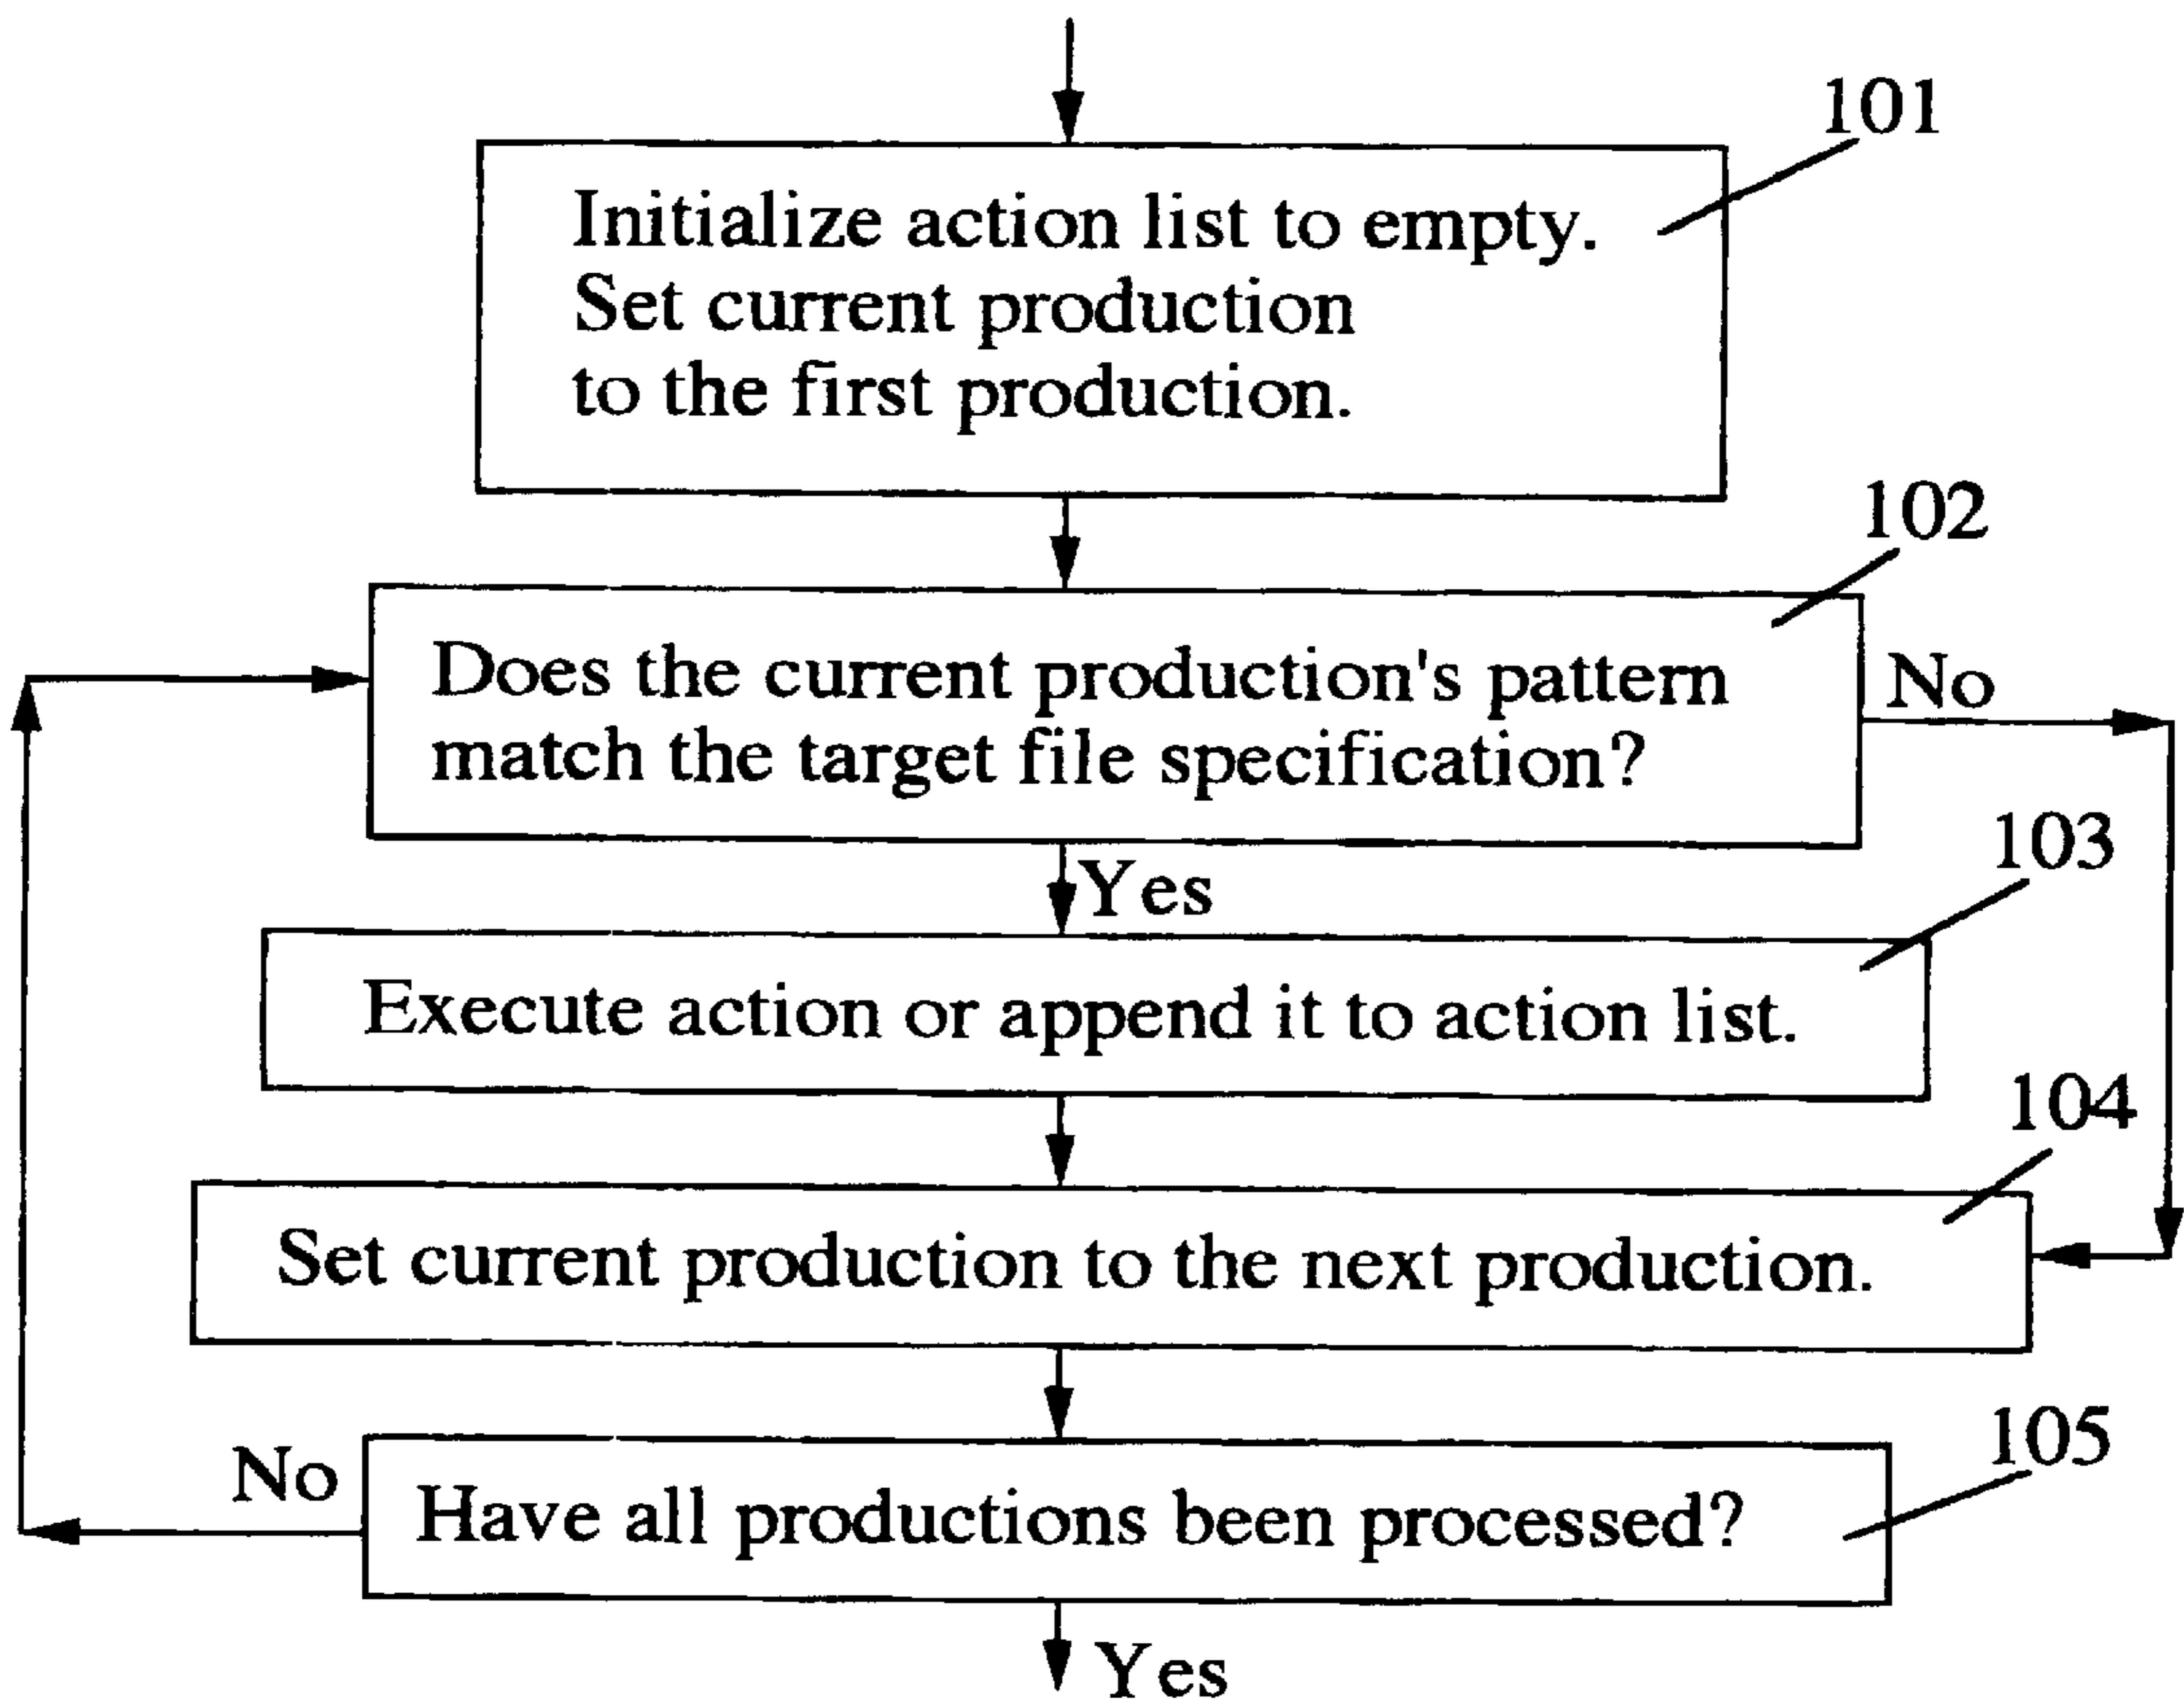 101
Initialize action list to empty.
Set current production
to the first production.
102
Does the current production's pattern
match the target file specification?
No
Yes
103
Execute action or append it to action list.
104
Set current production to the next production.
105
No
Have all productions been processed?
Yes